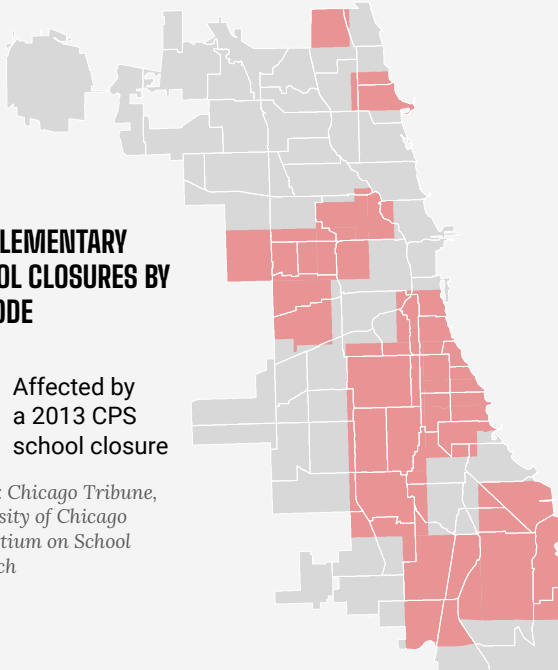 LEMENTARY
OL CLOSURES BY
ODE
Affected by
a 2013 CPS
school closure
: Chicago Tribune,
sity of Chicago
tium on School
ch